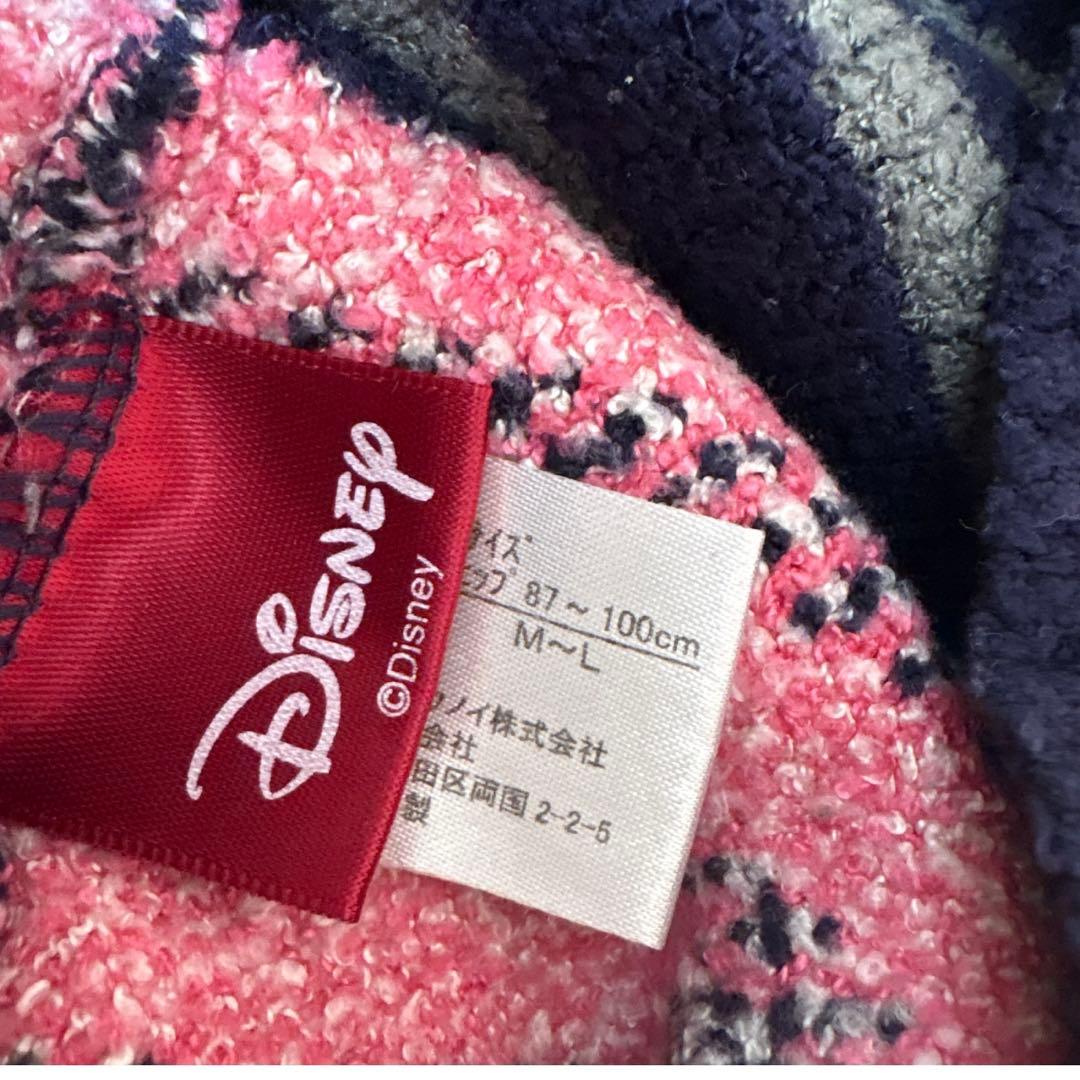 Disney
©Disney
イズ
ップ 87～100cm
M～L
ノイ株式会社
会社
田区両国2-2-5
製